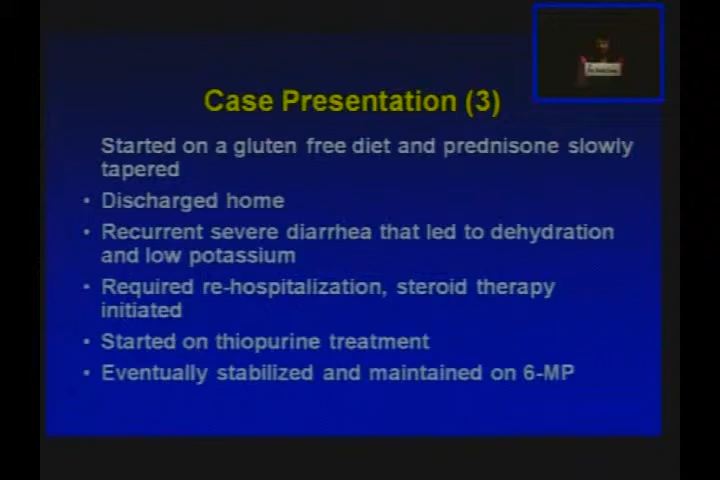 Case Presentation (3)
Started on a gluten free diet and prednisone slowly
tapered
• Discharged home
• Recurrent severe diarrhea that led to dehydration
and low potassium
• Required re-hospitalization, steroid therapy
initiated
• Started on thiopurine treatment
• Eventually stabilized and maintained on 6-MP